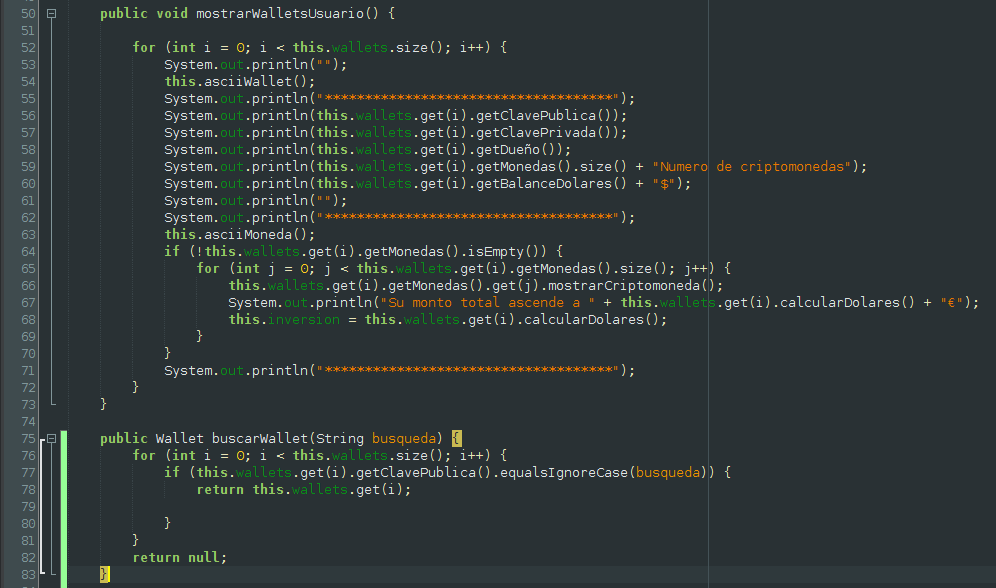 50 public void mostrarWalletsUsuario() {
51
52 for (int i = 0; i < this.wallets.size(); i++) {
53 System.out.println("");
54 this.asciiWallet();
55 System.out.println("************************************");
56 System.out.println(this.wallets.get(i).getClavePublica());
57 System.out.println(this.wallets.get(i).getClavePrivada());
58 System.out.println(this.wallets.get(i).getDueño());
59 System.out.println(this.wallets.get(i).getMonedas().size() + "Numero de criptomonedas");
60 System.out.println(this.wallets.get(i).getBalanceDolares() + "$");
61 System.out.println("");
62 System.out.println("************************************");
63 this.asciiMoneda();
64 if (!this.wallets.get(i).getMonedas().isEmpty()) {
65 for (int j = 0; j < this.wallets.get(i).getMonedas().size(); j++) {
66 this.wallets.get(i).getMonedas().get(j).mostrarCriptomoneda();
67 System.out.println("Su monto total asciende a " + this.wallets.get(i).calcularDolares() + "€");
68 this.inversion = this.wallets.get(i).calcularDolares();
69 }
70 }
71 System.out.println("************************************");
72 }
73 }
74
75 public Wallet buscarWallet(String busqueda) {
76 for (int i = 0; i < this.wallets.size(); i++) {
77 if (this.wallets.get(i).getClavePublica().equalsIgnoreCase(busqueda)) {
78 return this.wallets.get(i);
79
80 }
81 }
82 return null;
83 }